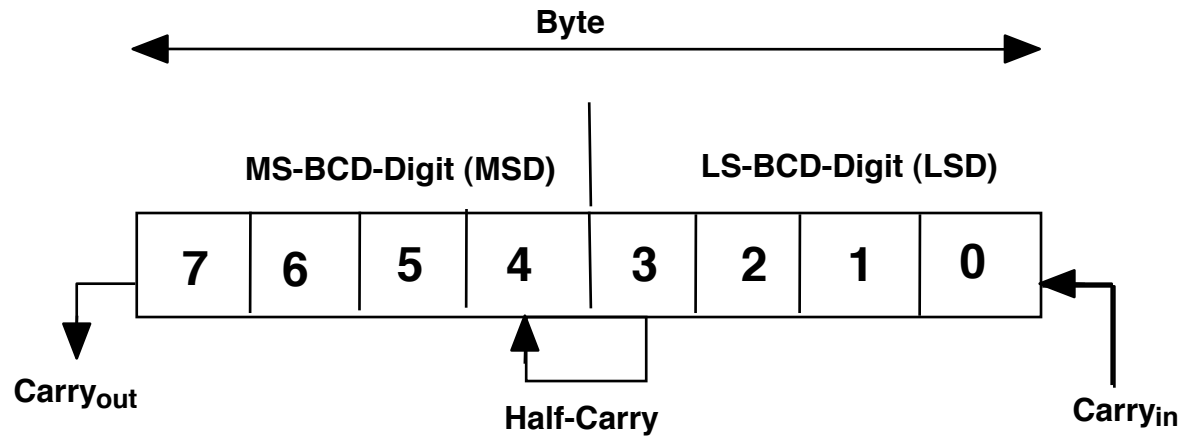 Byte
MS-BCD-Digit (MSD)
LS-BCD-Digit (LSD)
7 6 5 4 3 2 1 0
Carryout
Half-Carry
Carryin